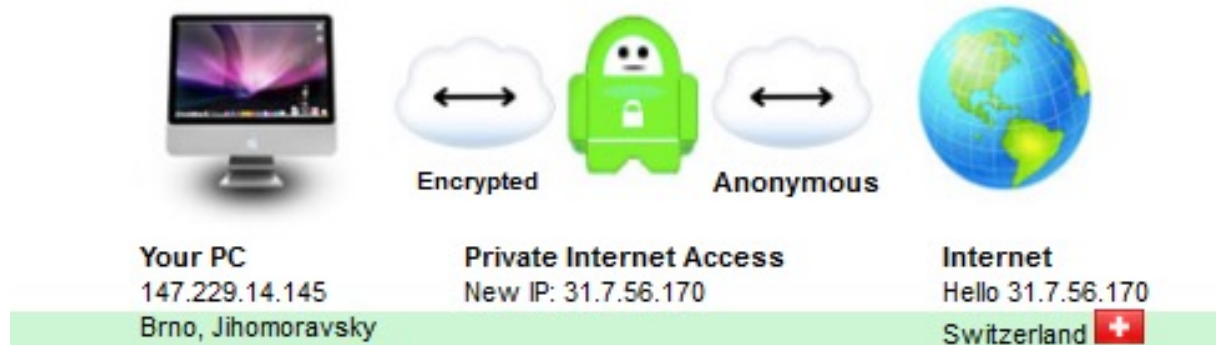 Encrypted
Anonymous
Your PC
Private Internet Access
Internet
147.229.14.145
New IP: 31.7.56.170
Hello 31.7.56.170
Brno, Jihomoravsky
Switzerland